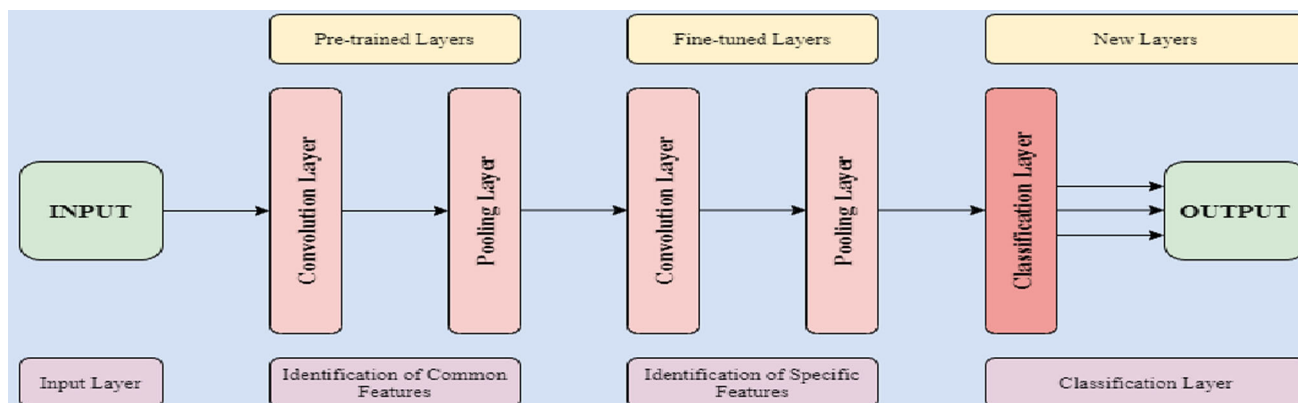 Pre-trained Layers
Fine-tuned Layers
New Layers
INPUT
Convolution Layer
Pooling Layer
Convolution Layer
Pooling Layer
Classification Layer
OUTPUT
Input Layer
Identification of Common
Features
Identification of Specific
Features
Classification Layer